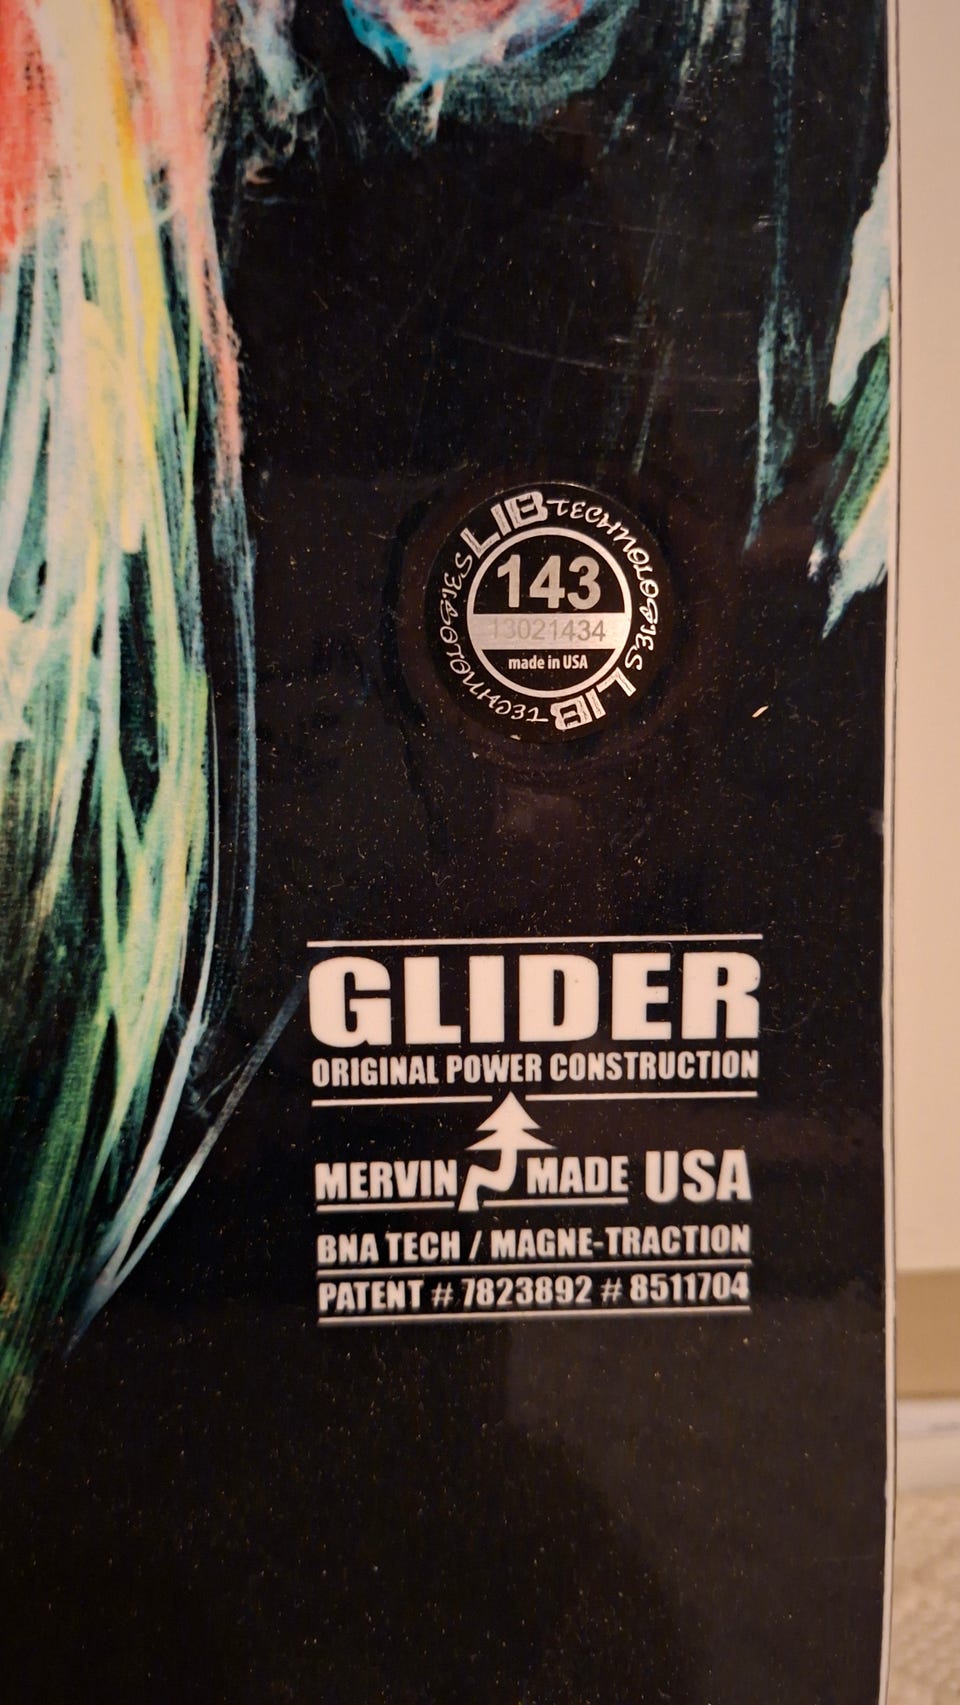 LIB TECHNOLOGIES LIB TECHNOLOGIES
143
13021434
made in USA
GLIDER
ORIGINAL POWER CONSTRUCTION
MERVIN MADE USA
BNA TECH / MAGNE-TRACTION
PATENT # 7823892 # 8511704